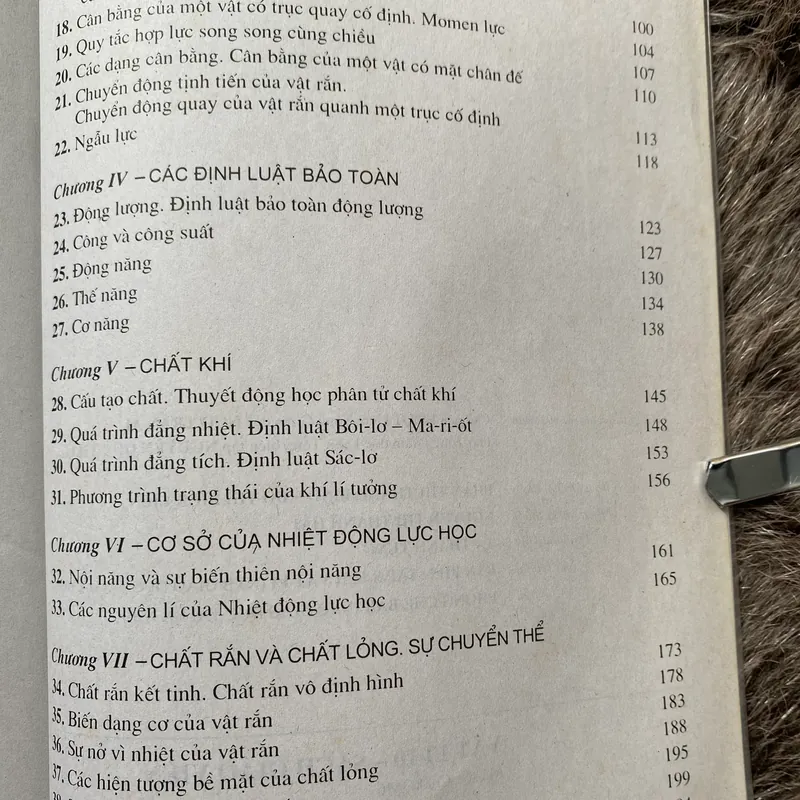 18. Cân bằng của một vật có trục quay cố định. Momen lực 100
19. Quy tắc hợp lực song song cùng chiều 104
20. Các dạng cân bằng. Cân bằng của một vật có mặt chân đế 107
21. Chuyển động tịnh tiến của vật rắn. 110
Chuyển động quay của vật rắn quanh một trục cố định
22. Ngẫu lực 113
118
Chương IV – CÁC ĐỊNH LUẬT BẢO TOÀN
23. Động lượng. Định luật bảo toàn động lượng 123
24. Công và công suất 127
25. Động năng 130
26. Thế năng 134
27. Cơ năng 138
Chương V – CHẤT KHÍ
28. Cấu tạo chất. Thuyết động học phân tử chất khí 145
29. Quá trình đẳng nhiệt. Định luật Bôi-lơ – Ma-ri-ốt 148
30. Quá trình đẳng tích. Định luật Sác-lơ 153
31. Phương trình trạng thái của khí lí tưởng 156
Chương VI – CƠ SỞ CỦA NHIỆT ĐỘNG LỰC HỌC
32. Nội năng và sự biến thiên nội năng 161
33. Các nguyên lí của Nhiệt động lực học 165
Chương VII – CHẤT RẮN VÀ CHẤT LỎNG. SỰ CHUYỂN THỂ
34. Chất rắn kết tinh. Chất rắn vô định hình 173
35. Biến dạng cơ của vật rắn 178
36. Sự nở vì nhiệt của vật rắn 183
37. Các hiện tượng bề mặt của chất lỏng 188
195
199